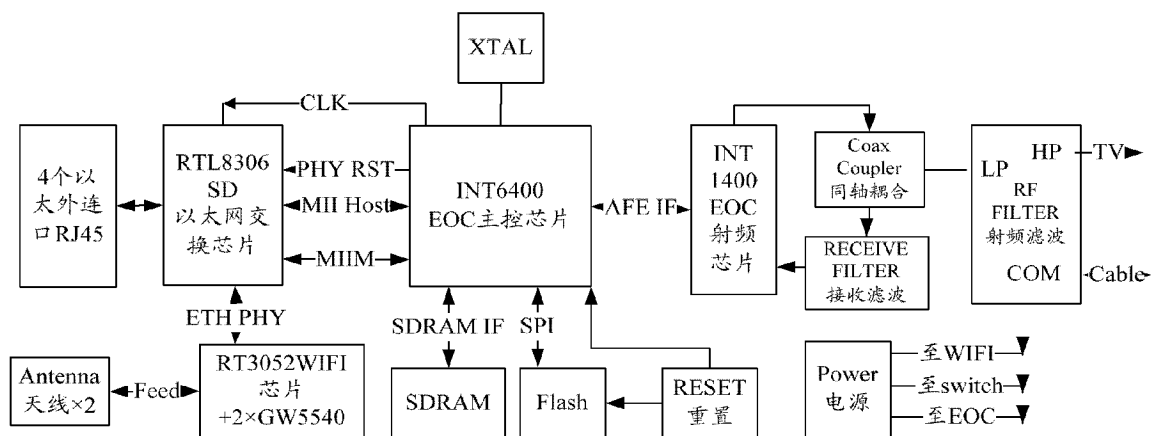 XTAL
CLK
4个以
太外连
口RJ45
RTL8306
SD
以太网交
换芯片
PHY RST
MII Host
MIIM
INT6400
EOC主控芯片
AFE IF
INT
1400
EOC
射频
芯片
Coax
Coupler
同轴耦合
RECEIVE
FILTER
接收滤波
LP
HP
RF
FILTER
射频滤波
COM
TV
Cable
ETH PHY
SDRAM IF
SPI
Antenna
天线×2
Feed
RT3052WIFI
芯片
+2×GW5540
SDRAM
Flash
RESET
重置
Power
电源
至WIFI
至switch
至EOC